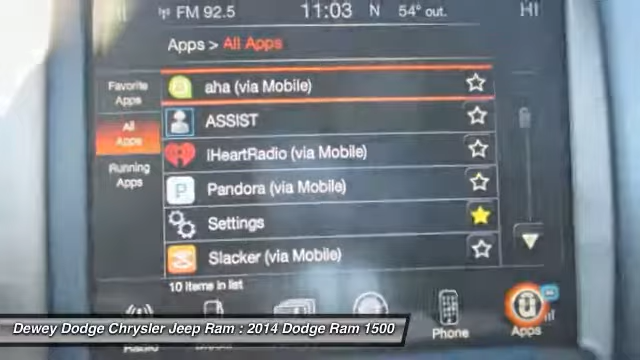 FM 92.5 11:03 N 54° out. HI
Apps > All Apps
Favorite
Apps
All
Apps
Running
Apps
aha (via Mobile)
ASSIST
iHeartRadio (via Mobile)
P Pandora (via Mobile)
Settings
Slacker (via Mobile)
10 items in list
Phone
Apps
Dewey Dodge Chrysler Jeep Ram : 2014 Dodge Ram 1500
Radio